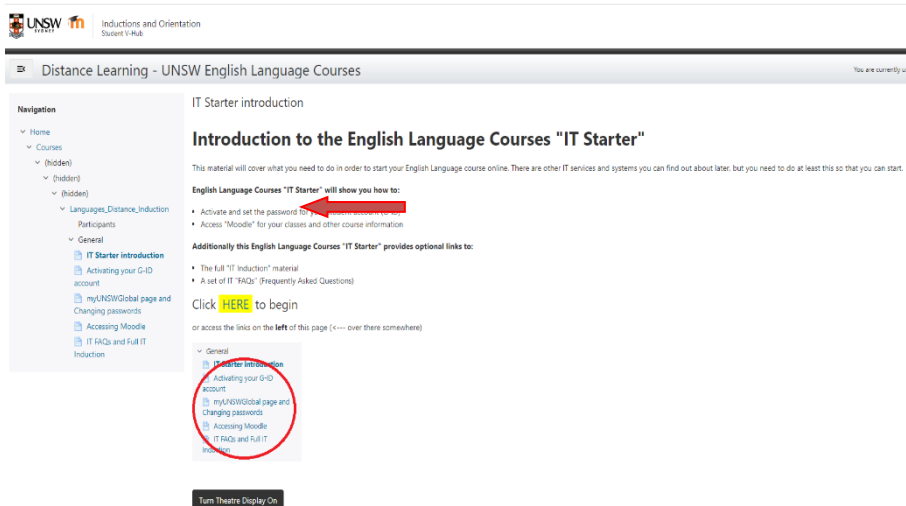 UNSW
SYDNEY
Inductions and Orientation
Student V-Hub
Distance Learning - UNSW English Language Courses
You are currently u
Navigation
Home
Courses
(hidden)
(hidden)
(hidden)
Languages_Distance_Induction
Participants
General
IT Starter introduction
Activating your G-ID
account
myUNSWGlobal page and
Changing passwords
Accessing Moodle
IT FAQs and Full IT
Induction
IT Starter introduction
Introduction to the English Language Courses "IT Starter"
This material will cover what you need to do in order to start your English Language course online. There are other IT services and systems you can find out about later, but you need to do at least this so that you can start.
English Language Courses "IT Starter" will show you how to:
• Activate and set the password for
• Access "Moodle" for your classes and other course information
Additionally this English Language Courses "IT Starter" provides optional links to:
• The full "IT Induction" material
• A set of IT "FAQs" (Frequently Asked Questions)
Click HERE to begin
or access the links on the left of this page (<--- over there somewhere)
General
IT Starter introduction
Activating your G-ID
account
myUNSWGlobal page and
Changing passwords
Accessing Moodle
IT FAQs and Full IT
Induction
Turn Theatre Display On